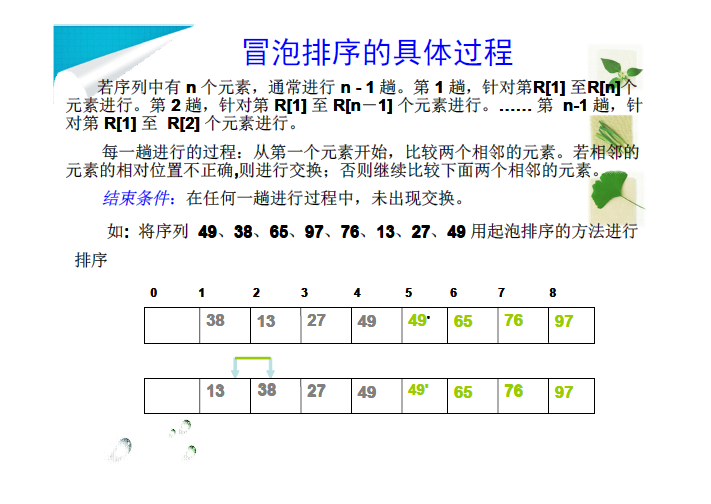 冒泡排序的具体过程
若序列中有 n 个元素，通常进行 n - 1 趟。第 1 趟，针对第R[1] 至R[n]个
元素进行。第 2 趟，针对第 R[1] 至 R[n－1] 个元素进行。…… 第 n-1 趟，针
对第 R[1] 至 R[2] 个元素进行。
每一趟进行的过程：从第一个元素开始，比较两个相邻的元素。若相邻的
元素的相对位置不正确,则进行交换；否则继续比较下面两个相邻的元素。
结束条件：在任何一趟进行过程中，未出现交换。
如: 将序列 49、38、65、97、76、13、27、49 用起泡排序的方法进行
排序
0 1 2 3 4 5 6 7 8
38 13 27 49 49· 65 76 97
13 38 27 49 49' 65 76 97